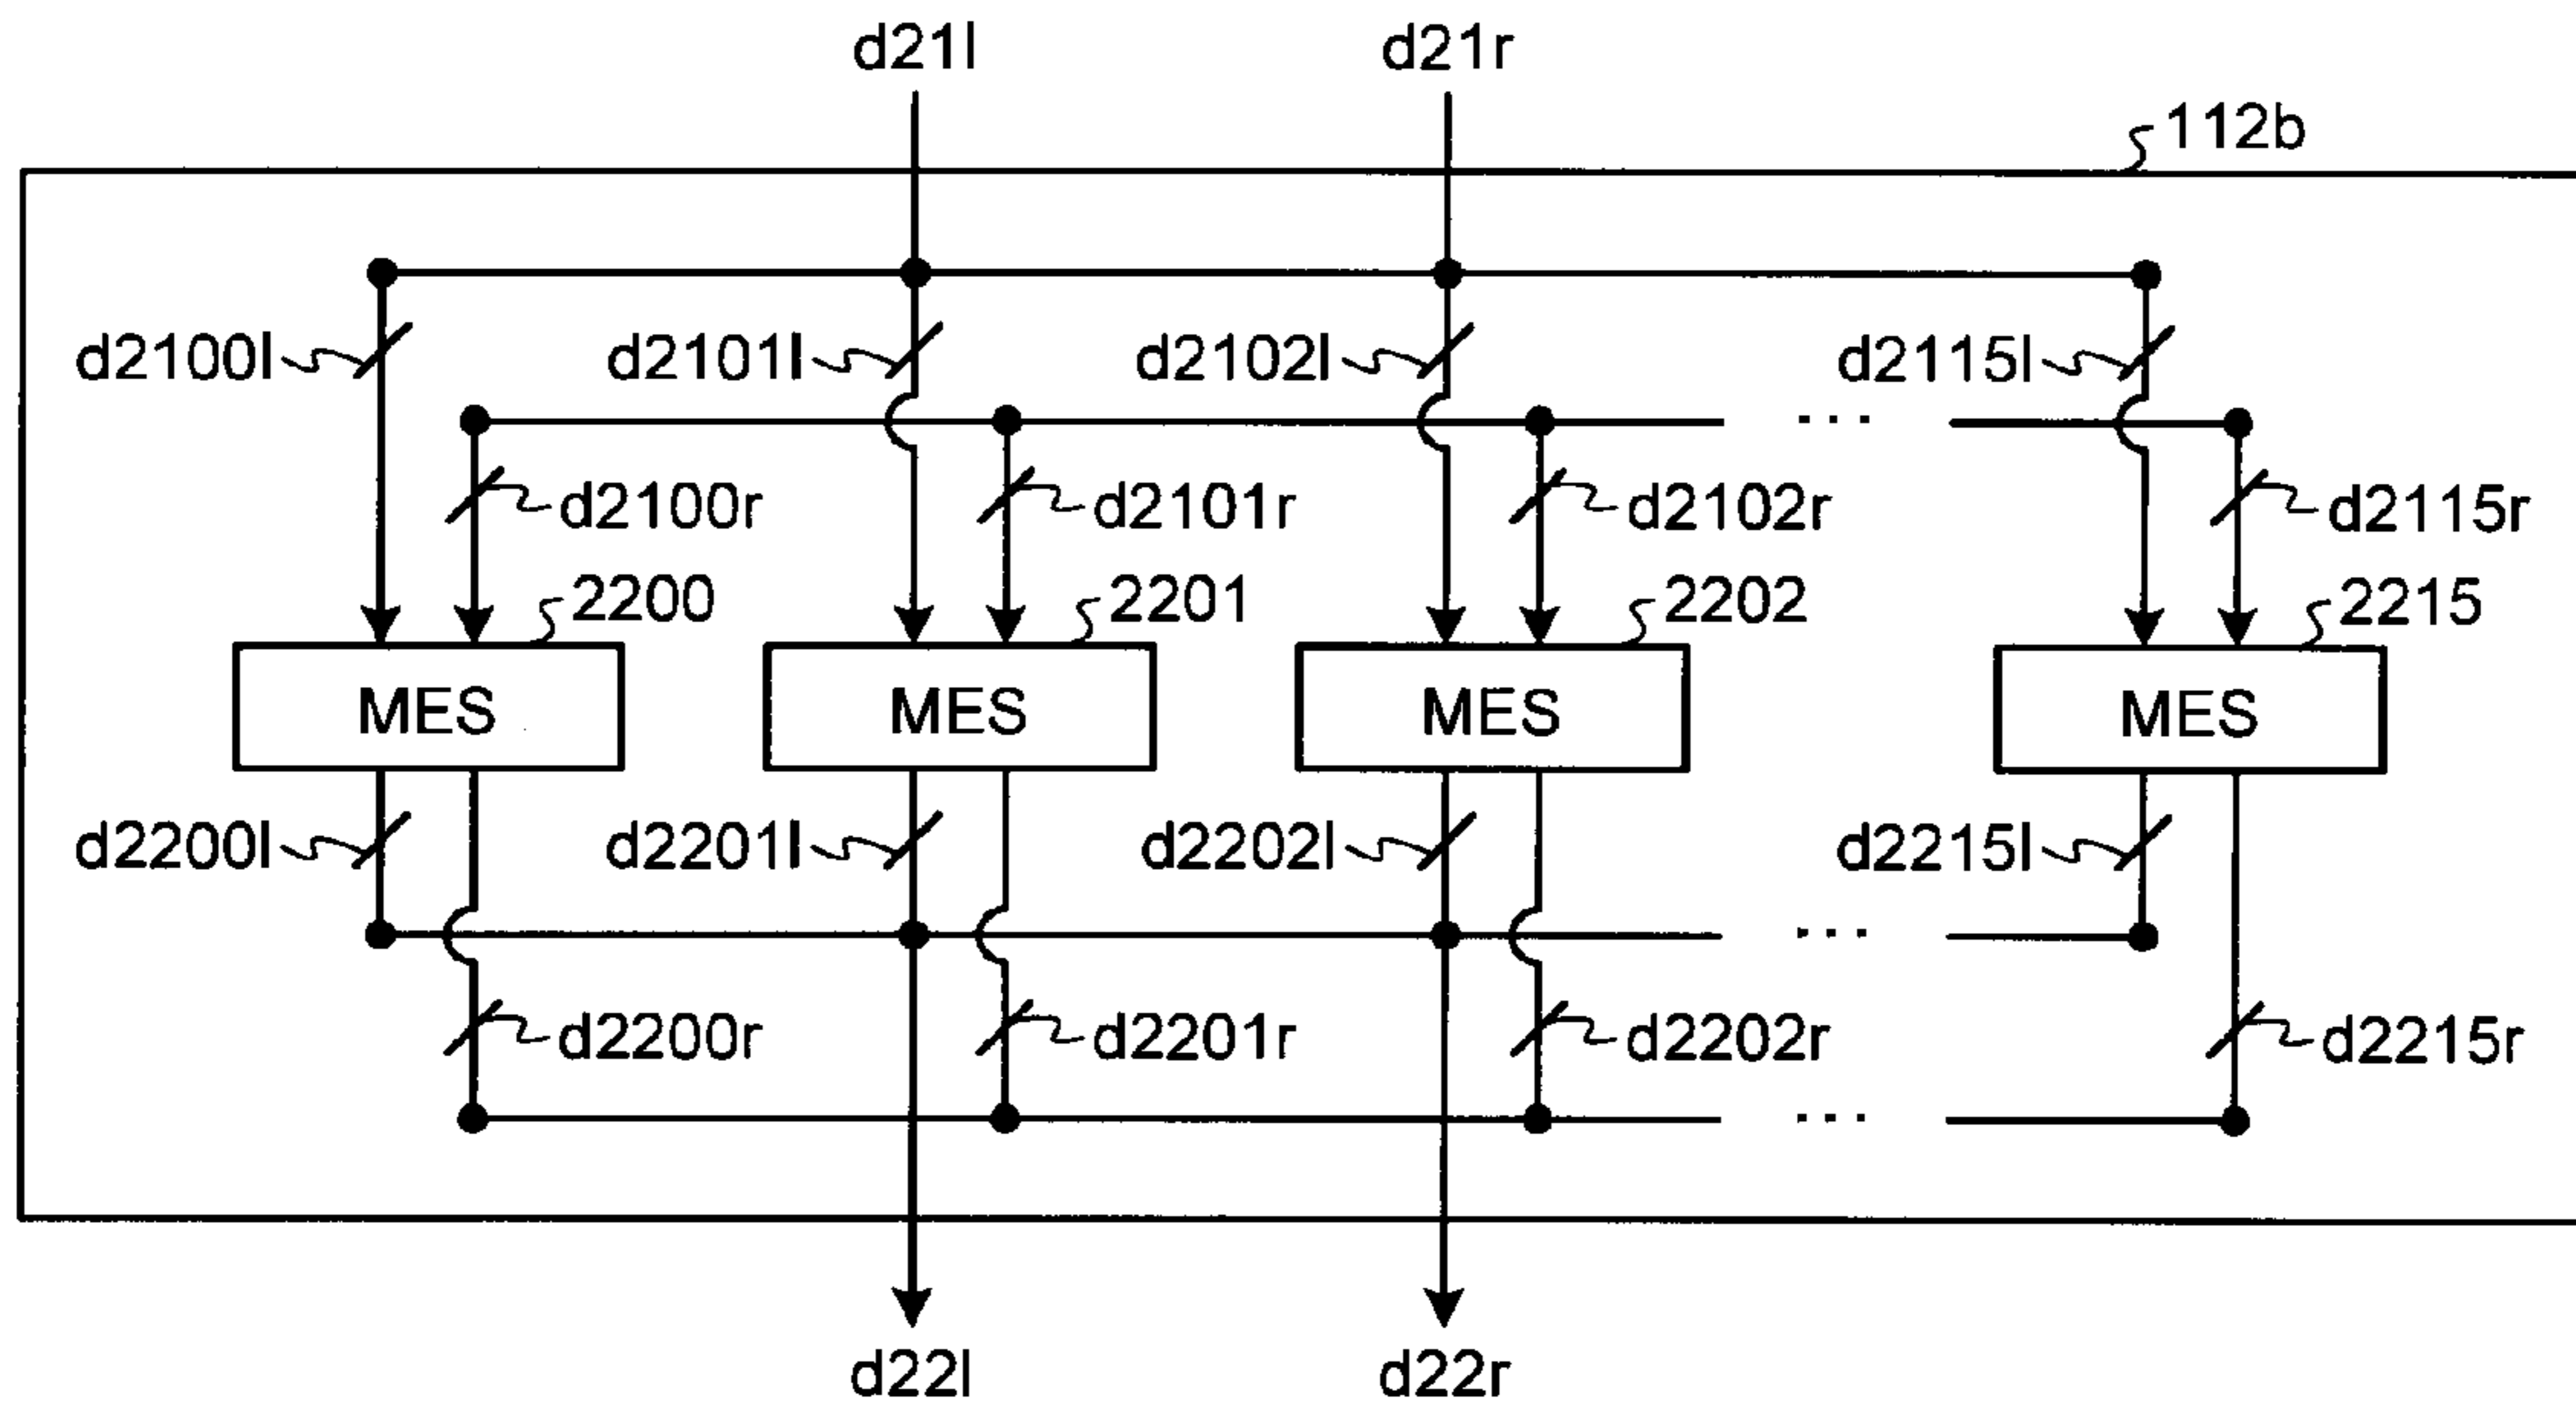 d21l d21r
112b
d2100l d2101l d2102l d2115l
...
d2100r d2101r d2102r d2115r
2200 2201 2202 2215
MES MES MES MES
d2200l d2201l d2202l d2215l
...
d2200r d2201r d2202r d2215r
...
d22l d22r